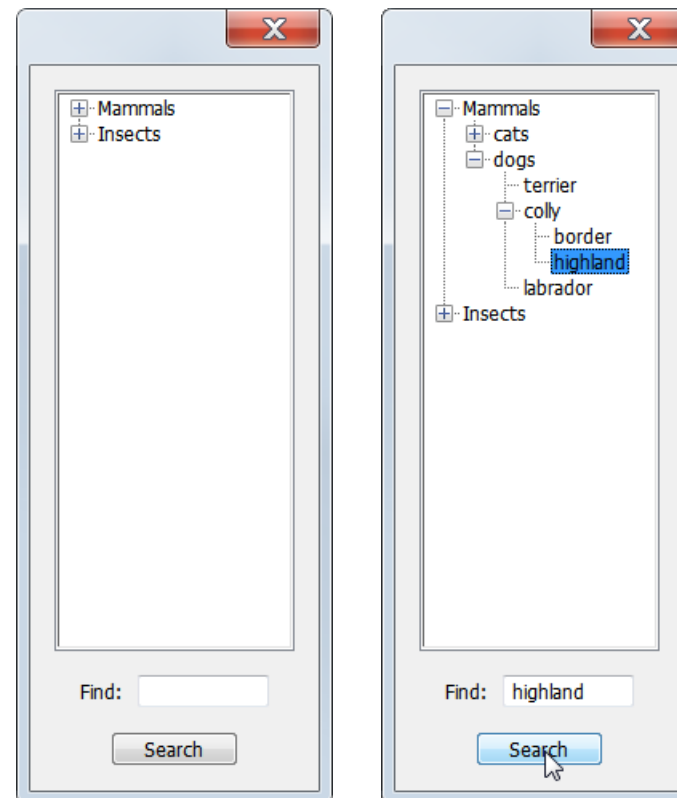 Mammals
Insects
Find:
Search
Mammals
cats
dogs
terrier
colly
border
highland
labrador
Insects
Find: highland
Search